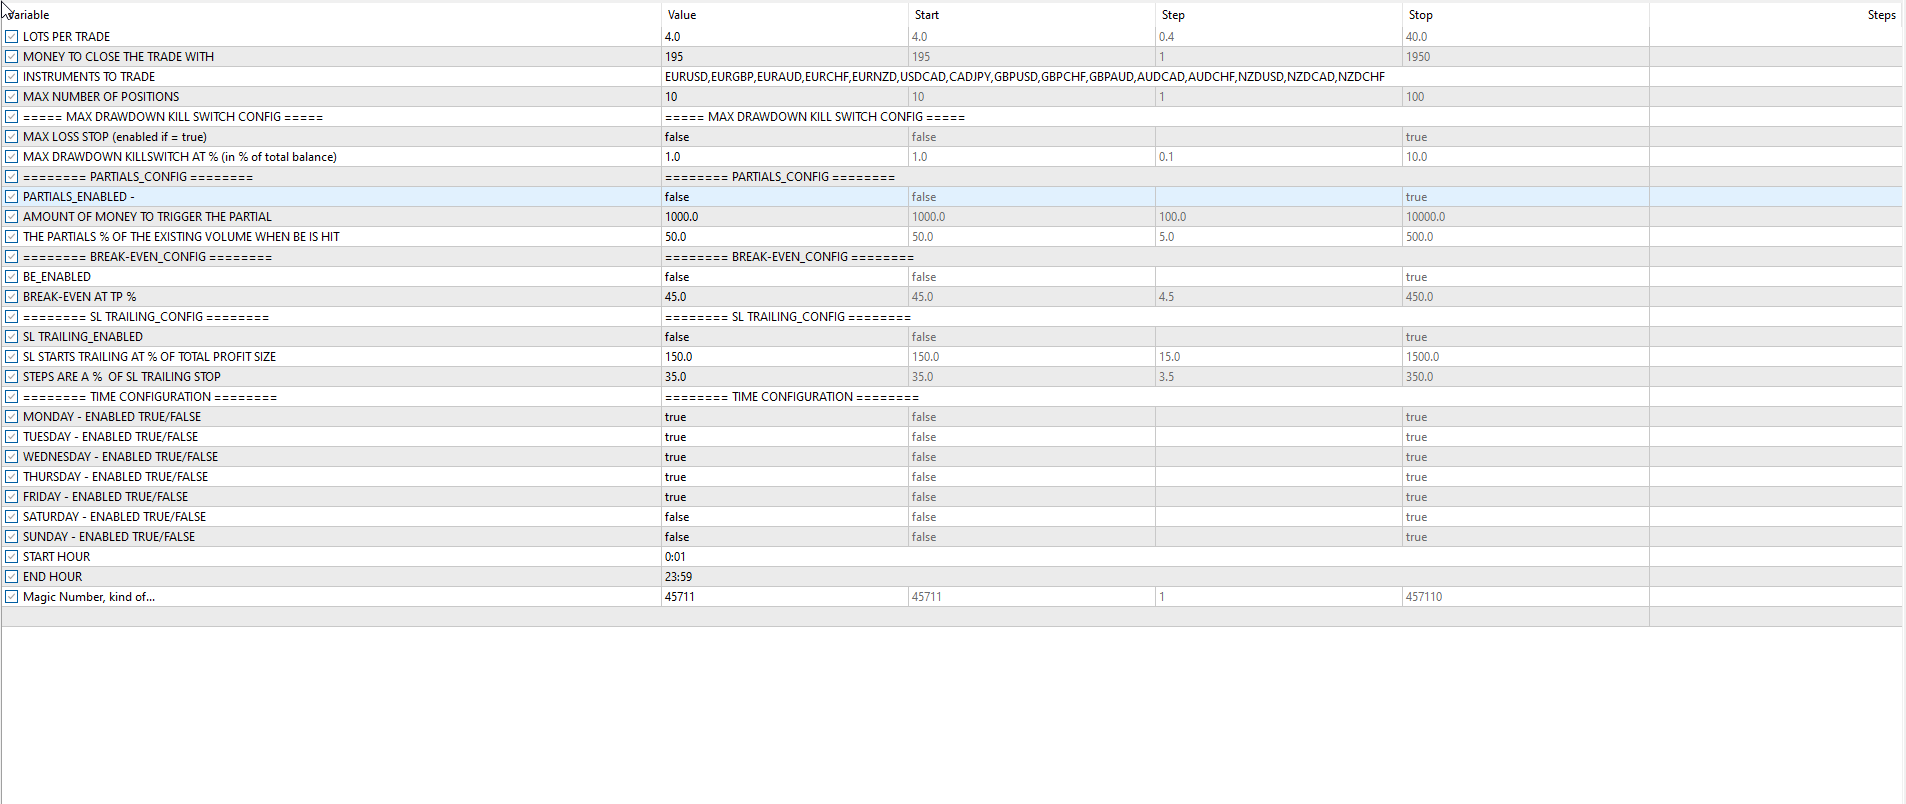 Variable Value Start Step Stop Steps
LOTS PER TRADE 4.0 4.0 0.4 40.0
MONEY TO CLOSE THE TRADE WITH 195 195 1 1950
INSTRUMENTS TO TRADE EURUSD,EURGBP,EURAUD,EURCHF,EURNZD,USDCAD,CADJPY,GBPUSD,GBPCHF,GBPAUD,AUDCAD,AUDCHF,NZDUSD,NZDCAD,NZDCHF
MAX NUMBER OF POSITIONS 10 10 1 100
===== MAX DRAWDOWN KILL SWITCH CONFIG ===== ===== MAX DRAWDOWN KILL SWITCH CONFIG =====
MAX LOSS STOP (enabled if = true) false false true
MAX DRAWDOWN KILLSWITCH AT % (in % of total balance) 1.0 1.0 0.1 10.0
======== PARTIALS_CONFIG ======== ======== PARTIALS_CONFIG ========
PARTIALS_ENABLED - false false true
AMOUNT OF MONEY TO TRIGGER THE PARTIAL 1000.0 1000.0 100.0 10000.0
THE PARTIALS % OF THE EXISTING VOLUME WHEN BE IS HIT 50.0 50.0 5.0 500.0
======== BREAK-EVEN_CONFIG ======== ======== BREAK-EVEN_CONFIG ========
BE_ENABLED false false true
BREAK-EVEN AT TP % 45.0 45.0 4.5 450.0
======== SL TRAILING_CONFIG ======== ======== SL TRAILING_CONFIG ========
SL TRAILING_ENABLED false false true
SL STARTS TRAILING AT % OF TOTAL PROFIT SIZE 150.0 150.0 15.0 1500.0
STEPS ARE A % OF SL TRAILING STOP 35.0 35.0 3.5 350.0
======== TIME CONFIGURATION ======== ======== TIME CONFIGURATION ========
MONDAY - ENABLED TRUE/FALSE true false true
TUESDAY - ENABLED TRUE/FALSE true false true
WEDNESDAY - ENABLED TRUE/FALSE true false true
THURSDAY - ENABLED TRUE/FALSE true false true
FRIDAY - ENABLED TRUE/FALSE true false true
SATURDAY - ENABLED TRUE/FALSE false false true
SUNDAY - ENABLED TRUE/FALSE false false true
START HOUR 0:01
END HOUR 23:59
Magic Number, kind of... 45711 45711 1 457110